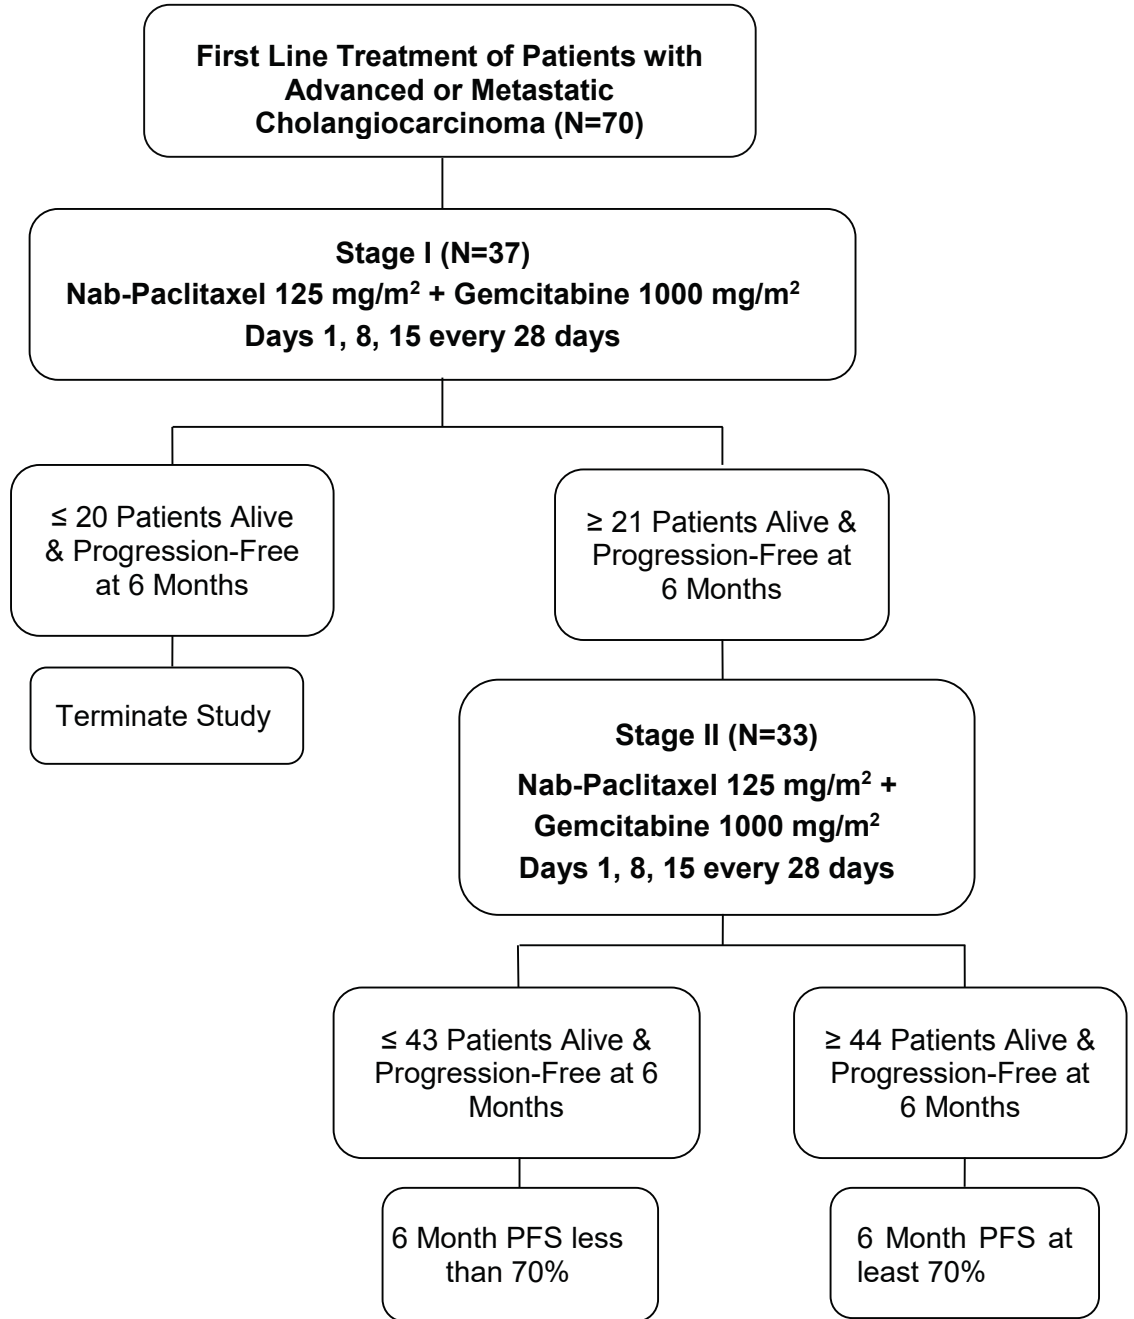 First Line Treatment of Patients with
Advanced or Metastatic
Cholangiocarcinoma (N=70)
Stage I (N=37)
Nab-Paclitaxel 125 mg/m² + Gemcitabine 1000 mg/m²
Days 1, 8, 15 every 28 days
≤ 20 Patients Alive
& Progression-Free
at 6 Months
≥ 21 Patients Alive &
Progression-Free at
6 Months
Terminate Study
Stage II (N=33)
Nab-Paclitaxel 125 mg/m² +
Gemcitabine 1000 mg/m²
Days 1, 8, 15 every 28 days
≤ 43 Patients Alive &
Progression-Free at 6
Months
≥ 44 Patients Alive &
Progression-Free at
6 Months
6 Month PFS less
than 70%
6 Month PFS at
least 70%